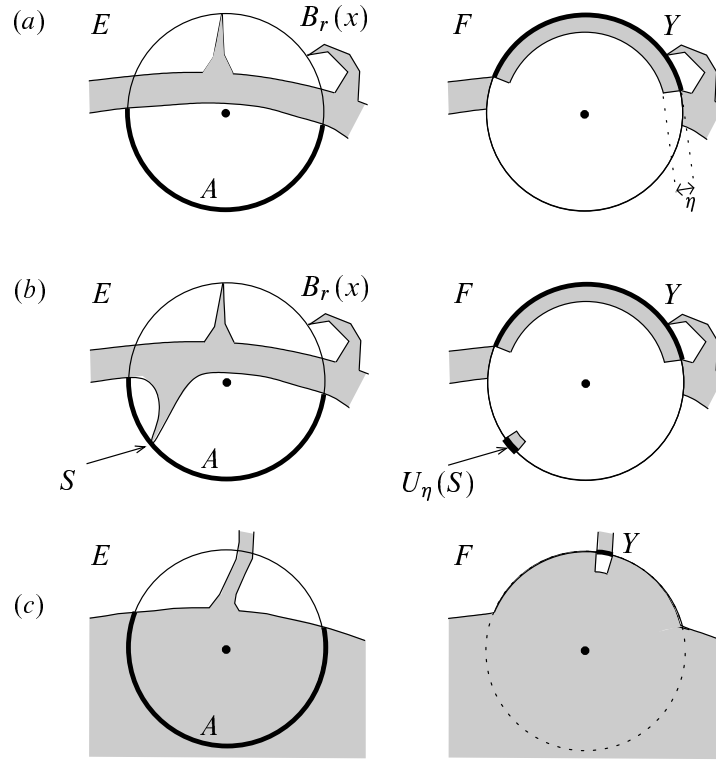 (a) E B_r(x) F Y
A η
(b) E B_r(x) F Y
S A U_η(S)
E F Y
(c)
A